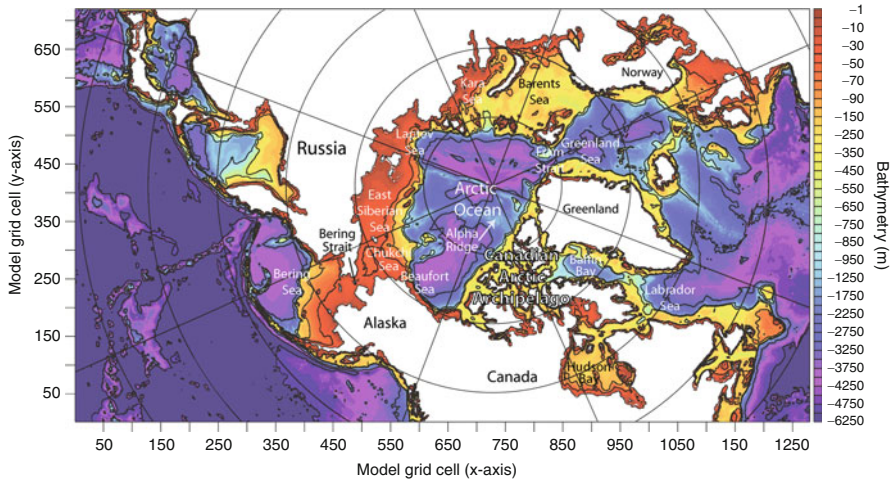 650
550
450
350
250
150
50
Model grid cell (y-axis)
50 150 250 350 450 550 650 750 850 950 1050 1150 1250
Model grid cell (x-axis)
Russia
Bering
Strait
Alaska
Canada
Bering
Sea
East
Siberian
Sea
Chukchi
Sea
Beaufort
Sea
Laptev
Sea
Kara
Sea
Barents
Sea
Norway
Greenland
Sea
Fram
Strait
Arctic
Ocean
Alpha
Ridge
Greenland
Canadian
Arctic
Archipelago
Baffin
Bay
Labrador
Sea
Hudson
Bay
−1
−10
−30
−50
−70
−90
−150
−250
−350
−450
−550
−650
−750
−850
−950
−1250
−1750
−2250
−2750
−3250
−3750
−4250
−4750
−6250
Bathymetry (m)